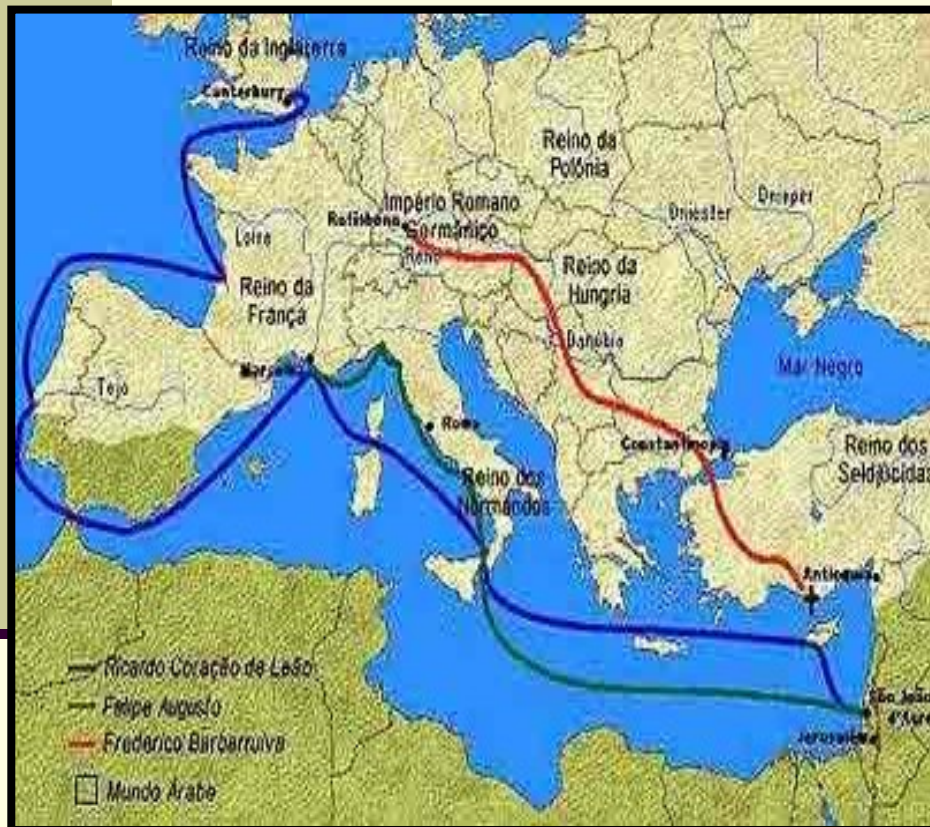 Reino da Inglaterra
Canterbury
Reino da
Polônia
Império Romano
Germânico
Ratisbona
Reno
Dniester
Dnieper
Loire
Reino da
França
Reino da
Hungria
Danúbio
Mar Negro
Marselha
Tejo
Roma
Constantinopla
Reino dos
Seldjúcidas
Reino dos
Normandos
Antioquia
Ricardo Coração de Leão
Felipe Augusto
Frederico Barbarruiva
Mundo Árabe
São João
d'Acre
Jerusalém